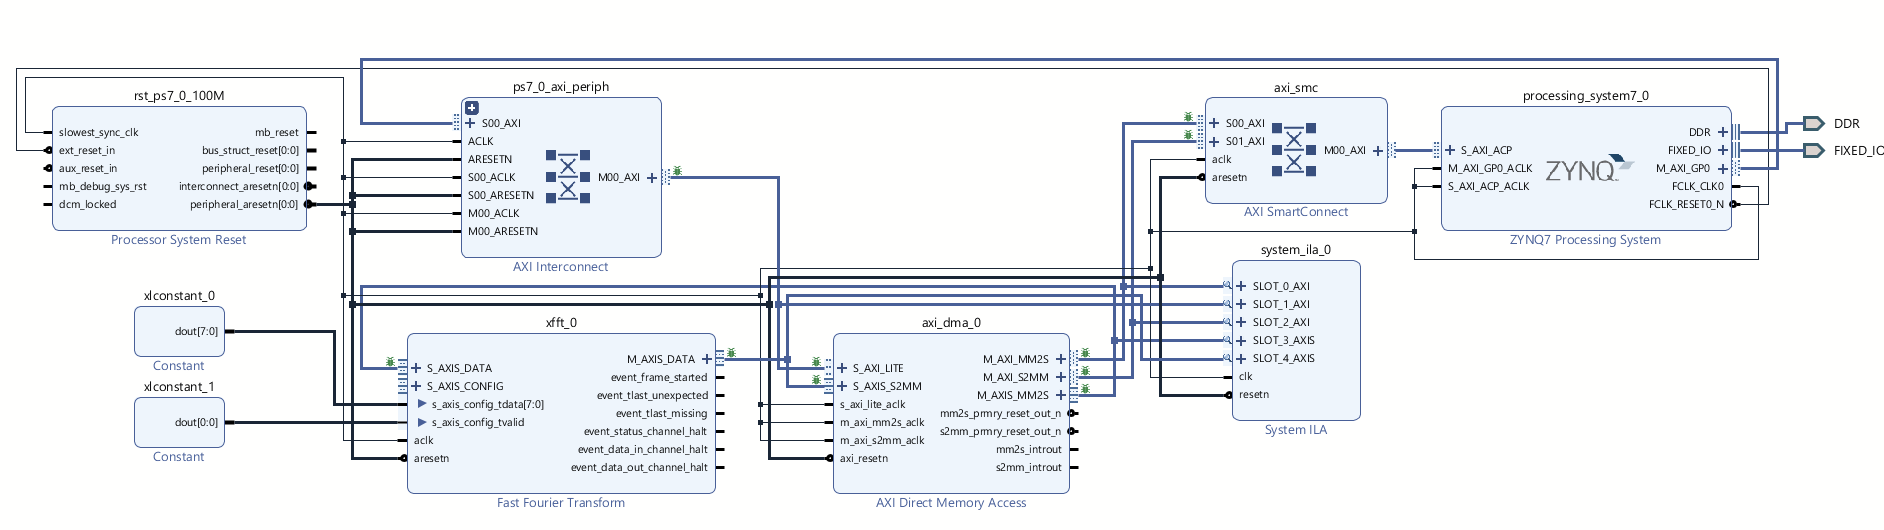 rst_ps7_0_100M
slowest_sync_clk
ext_reset_in
aux_reset_in
mb_debug_sys_rst
dcm_locked
mb_reset
bus_struct_reset[0:0]
peripheral_reset[0:0]
interconnect_aresetn[0:0]
peripheral_aresetn[0:0]
Processor System Reset
ps7_0_axi_periph
S00_AXI
ACLK
ARESETN
S00_ACLK
S00_ARESETN
M00_ACLK
M00_ARESETN
M00_AXI
AXI Interconnect
axi_smc
S00_AXI
S01_AXI
aclk
aresetn
M00_AXI
AXI SmartConnect
processing_system7_0
S_AXI_ACP
M_AXI_GP0_ACLK
S_AXI_ACP_ACLK
ZYNQ
DDR
FIXED_IO
M_AXI_GP0
FCLK_CLK0
FCLK_RESET0_N
ZYNQ7 Processing System
DDR
FIXED_IO
xlconstant_0
dout[7:0]
Constant
xlconstant_1
dout[0:0]
Constant
xfft_0
S_AXIS_DATA
S_AXIS_CONFIG
s_axis_config_tdata[7:0]
s_axis_config_tvalid
aclk
aresetn
M_AXIS_DATA
event_frame_started
event_tlast_unexpected
event_tlast_missing
event_status_channel_halt
event_data_in_channel_halt
event_data_out_channel_halt
Fast Fourier Transform
axi_dma_0
S_AXI_LITE
S_AXIS_S2MM
s_axi_lite_aclk
m_axi_mm2s_aclk
m_axi_s2mm_aclk
axi_resetn
M_AXI_MM2S
M_AXI_S2MM
M_AXIS_MM2S
mm2s_prmry_reset_out_n
s2mm_prmry_reset_out_n
mm2s_introut
s2mm_introut
AXI Direct Memory Access
system_ila_0
SLOT_0_AXI
SLOT_1_AXI
SLOT_2_AXI
SLOT_3_AXIS
SLOT_4_AXIS
clk
resetn
System ILA